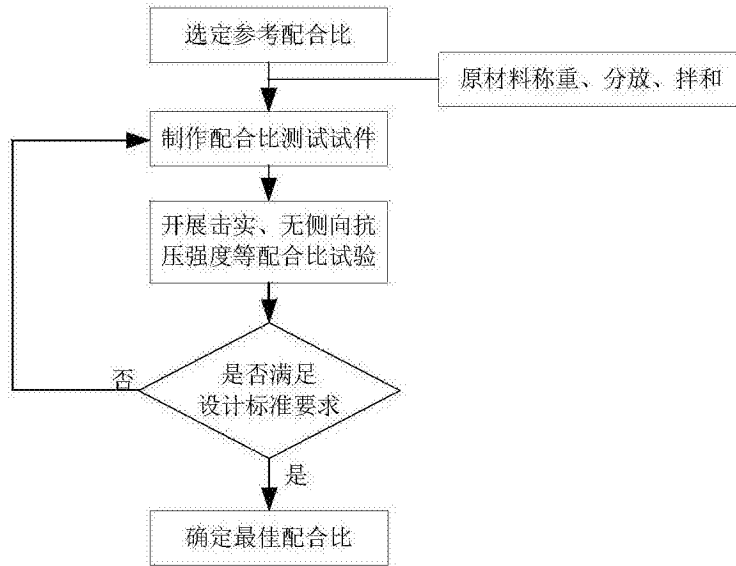 选定参考配合比
原材料称重、分放、拌和
制作配合比测试试件
开展击实、无侧向抗
压强度等配合比试验
是否满足
设计标准要求
否
是
确定最佳配合比